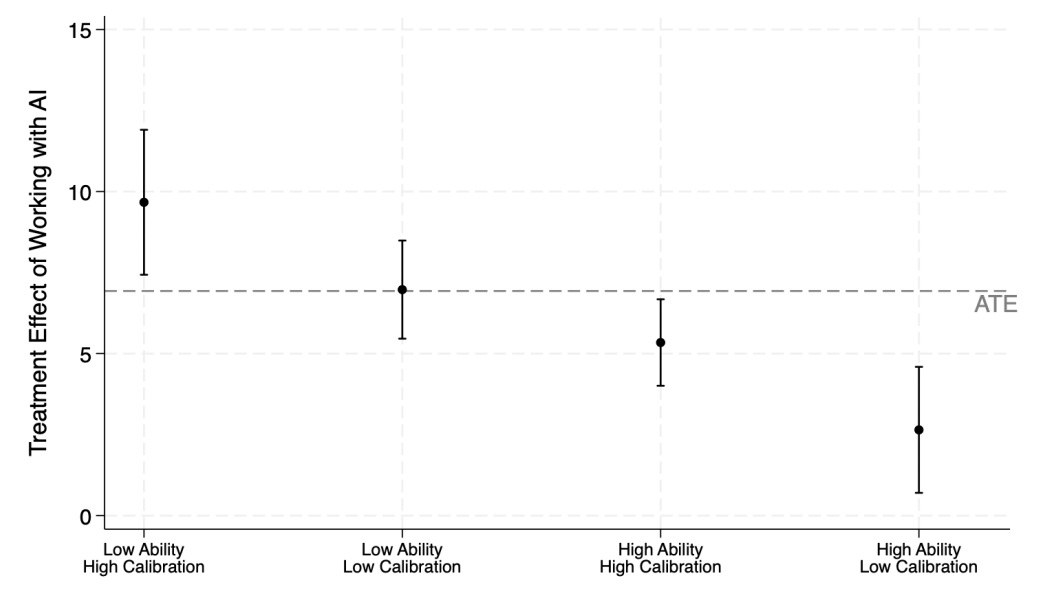 Treatment Effect of Working with AI
15
10
5
0
ATE
Low Ability
High Calibration
Low Ability
Low Calibration
High Ability
High Calibration
High Ability
Low Calibration